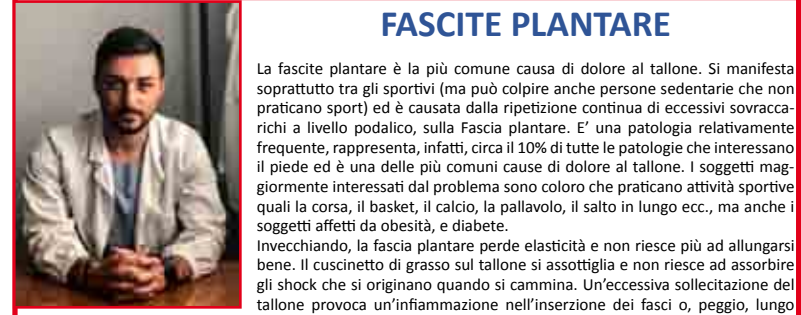 FASCITE PLANTARE
La fascite plantare è la più comune causa di dolore al tallone. Si manifesta
soprattutto tra gli sportivi (ma può colpire anche persone sedentarie che non
praticano sport) ed è causata dalla ripetizione continua di eccessivi sovracca-
richi a livello podalico, sulla Fascia plantare. E' una patologia relativamente
frequente, rappresenta, infatti, circa il 10% di tutte le patologie che interessano
il piede ed è una delle più comuni cause di dolore al tallone. I soggetti mag-
giormente interessati dal problema sono coloro che praticano attività sportive
quali la corsa, il basket, il calcio, la pallavolo, il salto in lungo ecc., ma anche i
soggetti affetti da obesità, e diabete.
Invecchiando, la fascia plantare perde elasticità e non riesce più ad allungarsi
bene. Il cuscinetto di grasso sul tallone si assottiglia e non riesce ad assorbire
gli shock che si originano quando si cammina. Un'eccessiva sollecitazione del
tallone provoca un'infiammazione nell'inserzione dei fasci o, peggio, lungo